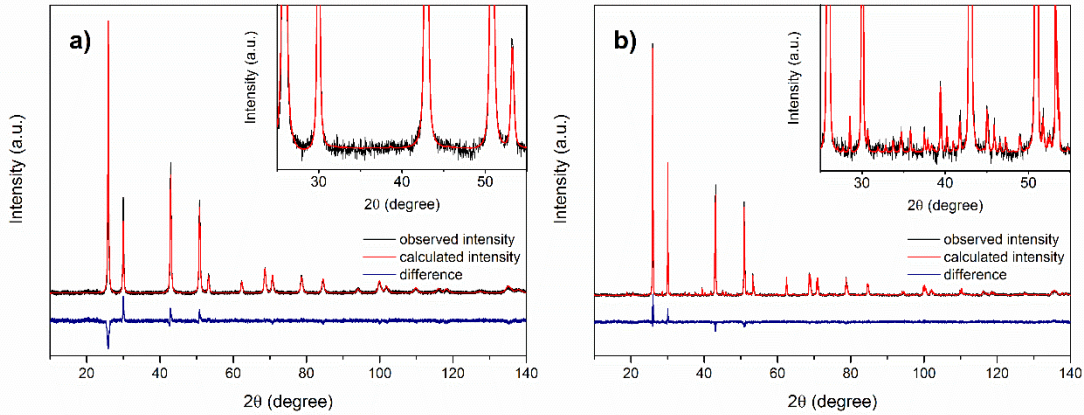 a)
Intensity (a.u.)
Intensity (a.u.)
30 40 50
2θ (degree)
observed intensity
calculated intensity
difference
20 40 60 80 100 120 140
2θ (degree)
b)
Intensity (a.u.)
Intensity (a.u.)
30 40 50
2θ (degree)
observed intensity
calculated intensity
difference
20 40 60 80 100 120 140
2θ (degree)